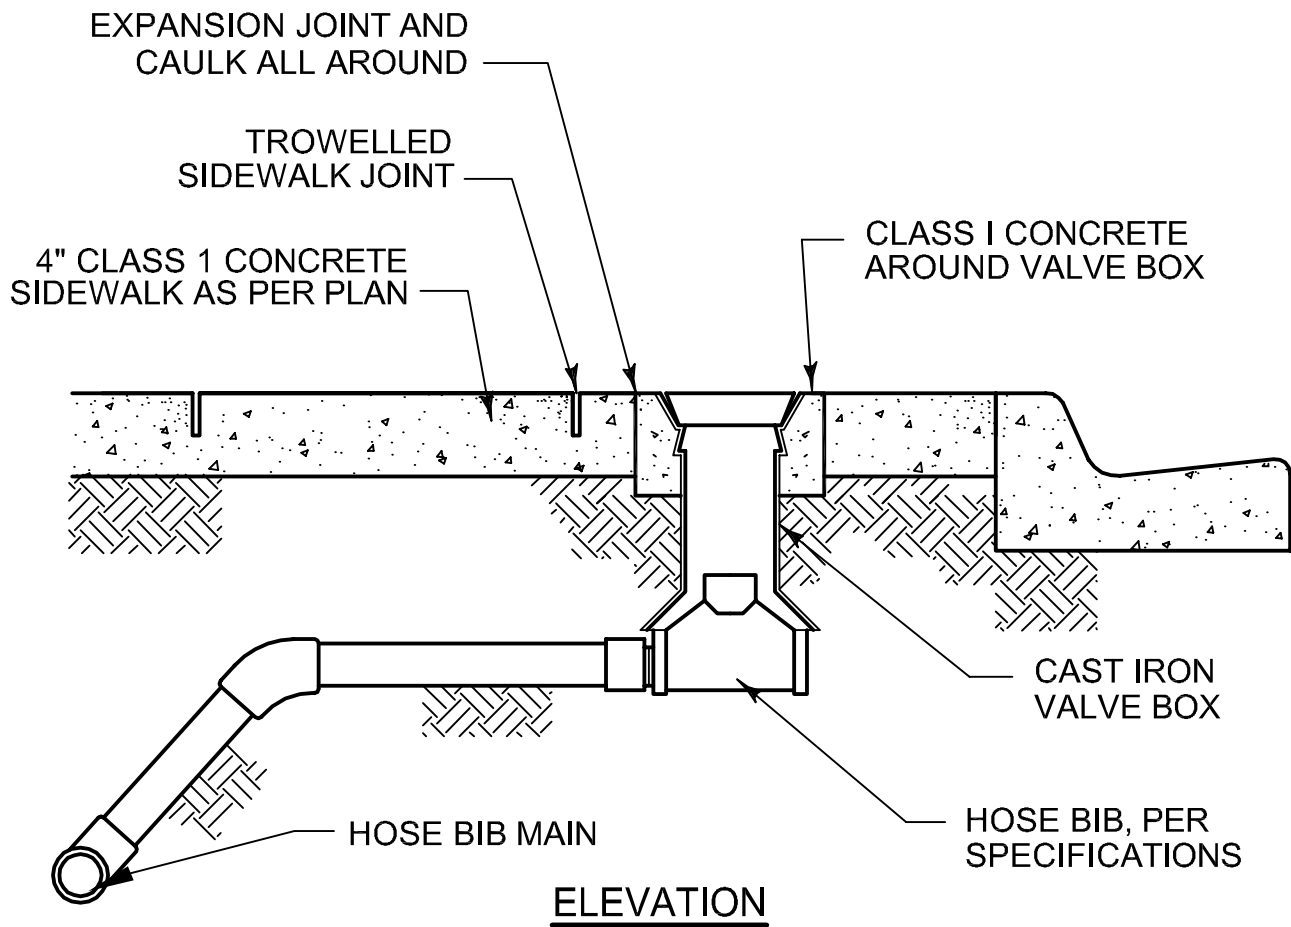 EXPANSION JOINT AND
CAULK ALL AROUND
TROWELLED
SIDEWALK JOINT
4" CLASS 1 CONCRETE
SIDEWALK AS PER PLAN
CLASS I CONCRETE
AROUND VALVE BOX
CAST IRON
VALVE BOX
HOSE BIB MAIN
HOSE BIB, PER
SPECIFICATIONS
ELEVATION